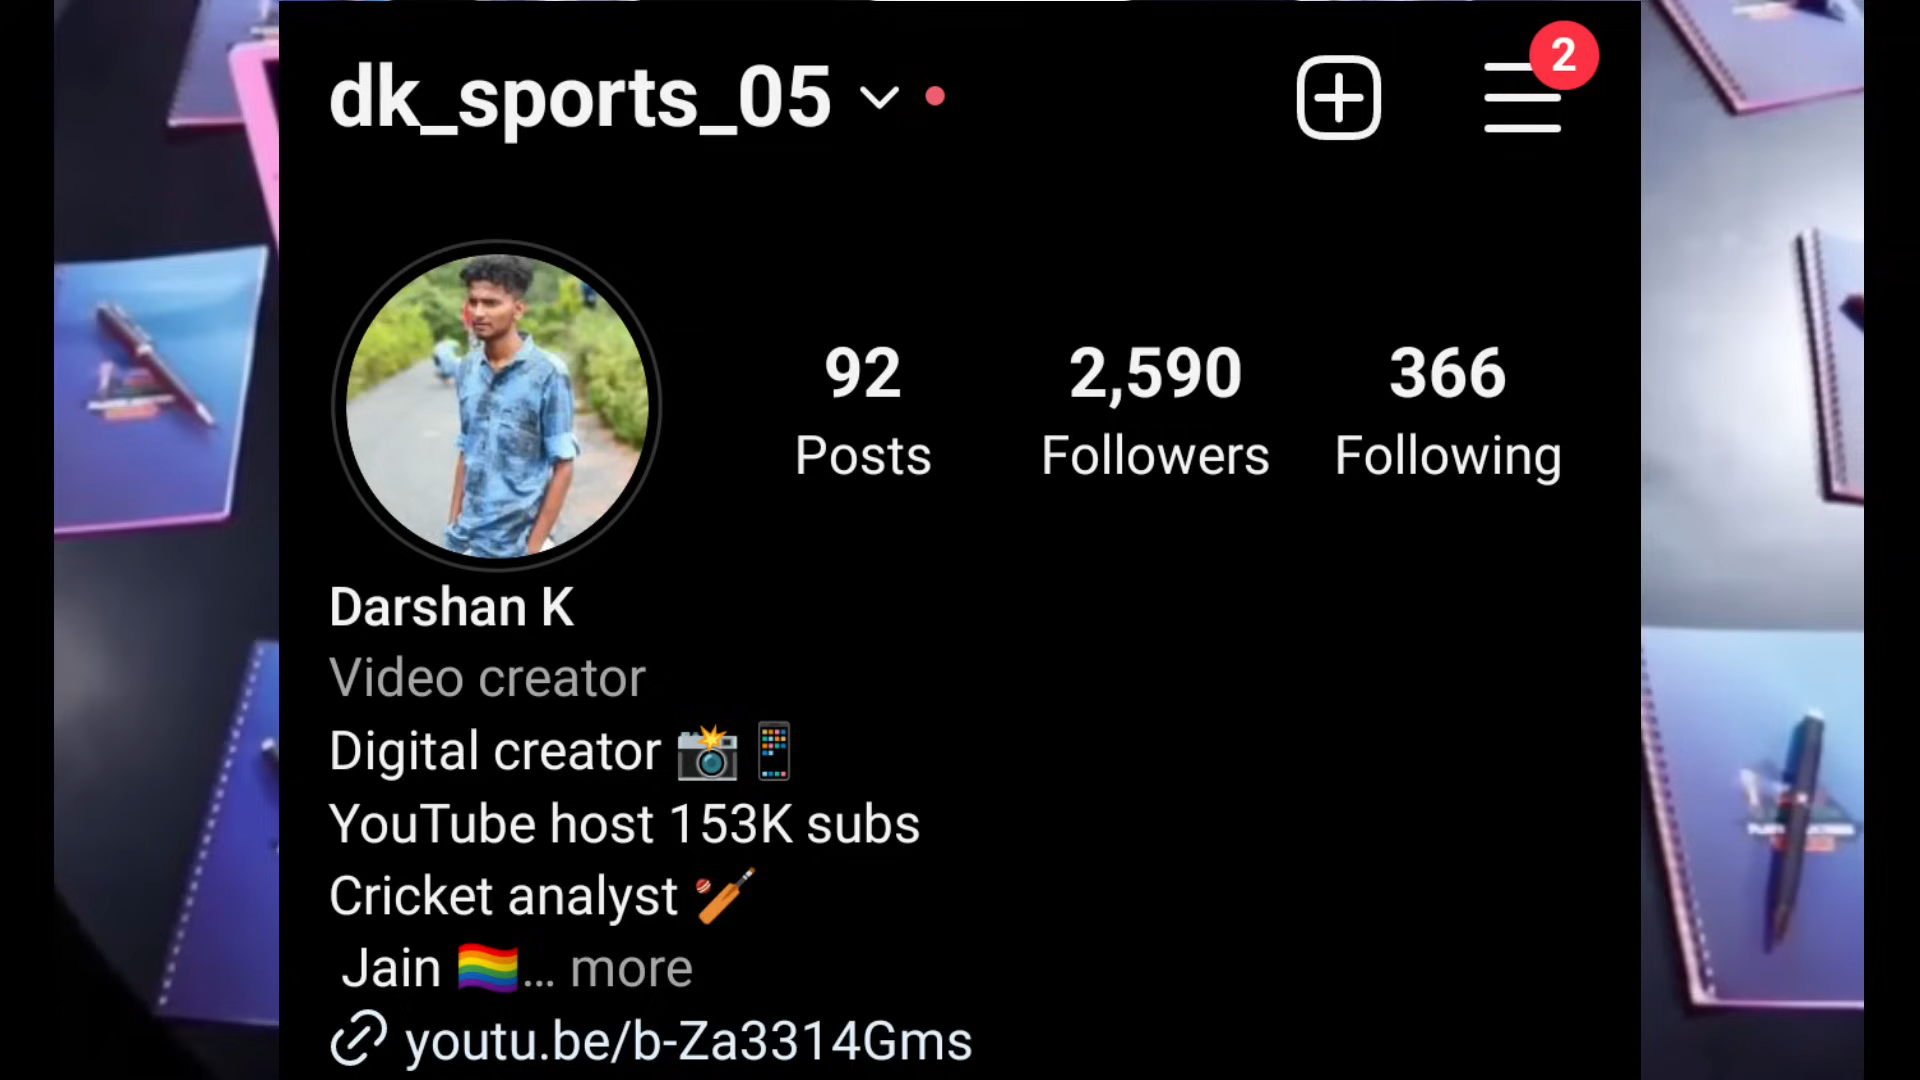 dk_sports_05
2
92
Posts
2,590
Followers
366
Following
Darshan K
Video creator
Digital creator 📸📱
YouTube host 153K subs
Cricket analyst 🏏
Jain 🏳️‍🌈... more
youtu.be/b-Za3314Gms